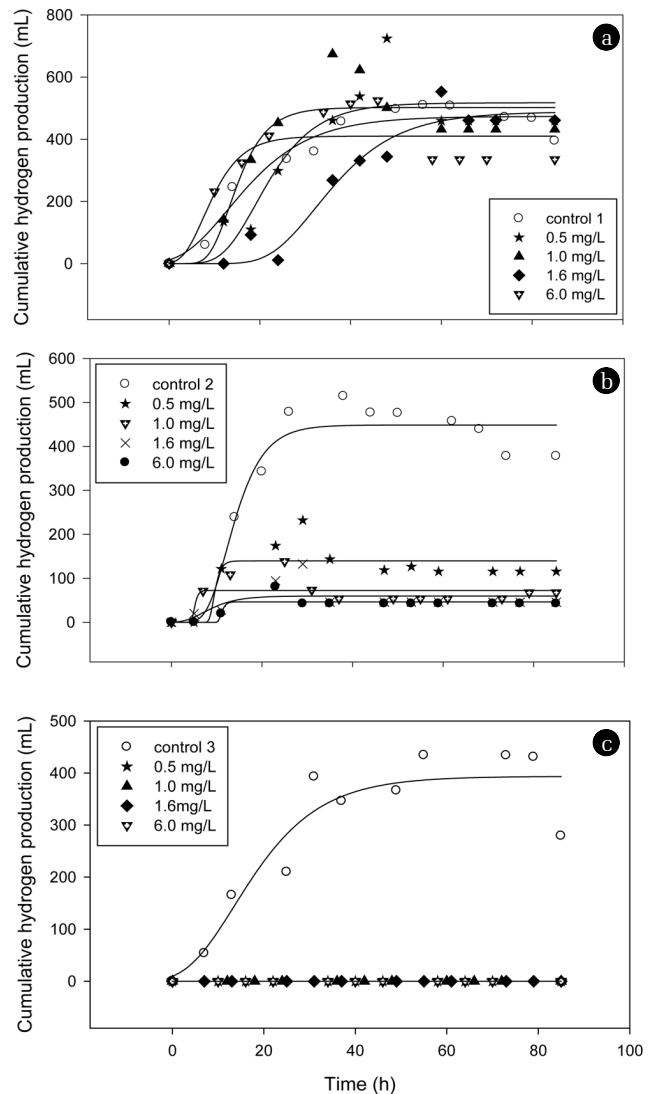 Cumulative hydrogen production (mL)
800
600
400
200
0
a
control 1
0.5 mg/L
1.0 mg/L
1.6 mg/L
6.0 mg/L
Cumulative hydrogen production (mL)
600
500
400
300
200
100
0
b
control 2
0.5 mg/L
1.0 mg/L
1.6 mg/L
6.0 mg/L
Cumulative hydrogen production (mL)
500
400
300
200
100
0
c
control 3
0.5 mg/L
1.0 mg/L
1.6mg/L
6.0 mg/L
0 20 40 60 80 100
Time (h)